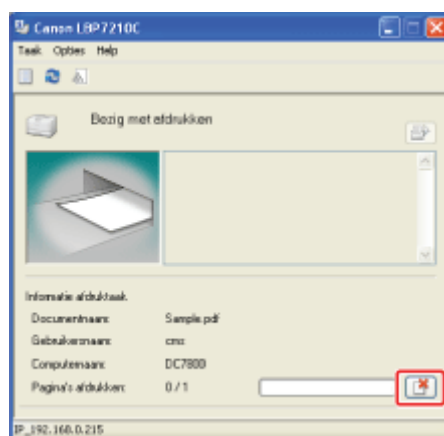 Canon LBP7210C
Taak Opties Help
Bezig met afdrukken
Informatie afdruktaak
Documentnaam: Sample.pdf
Gebruikersnaam: cms
Computernaam: DC7800
Pagina's afdrukken: 0 / 1
IP_192.168.0.215